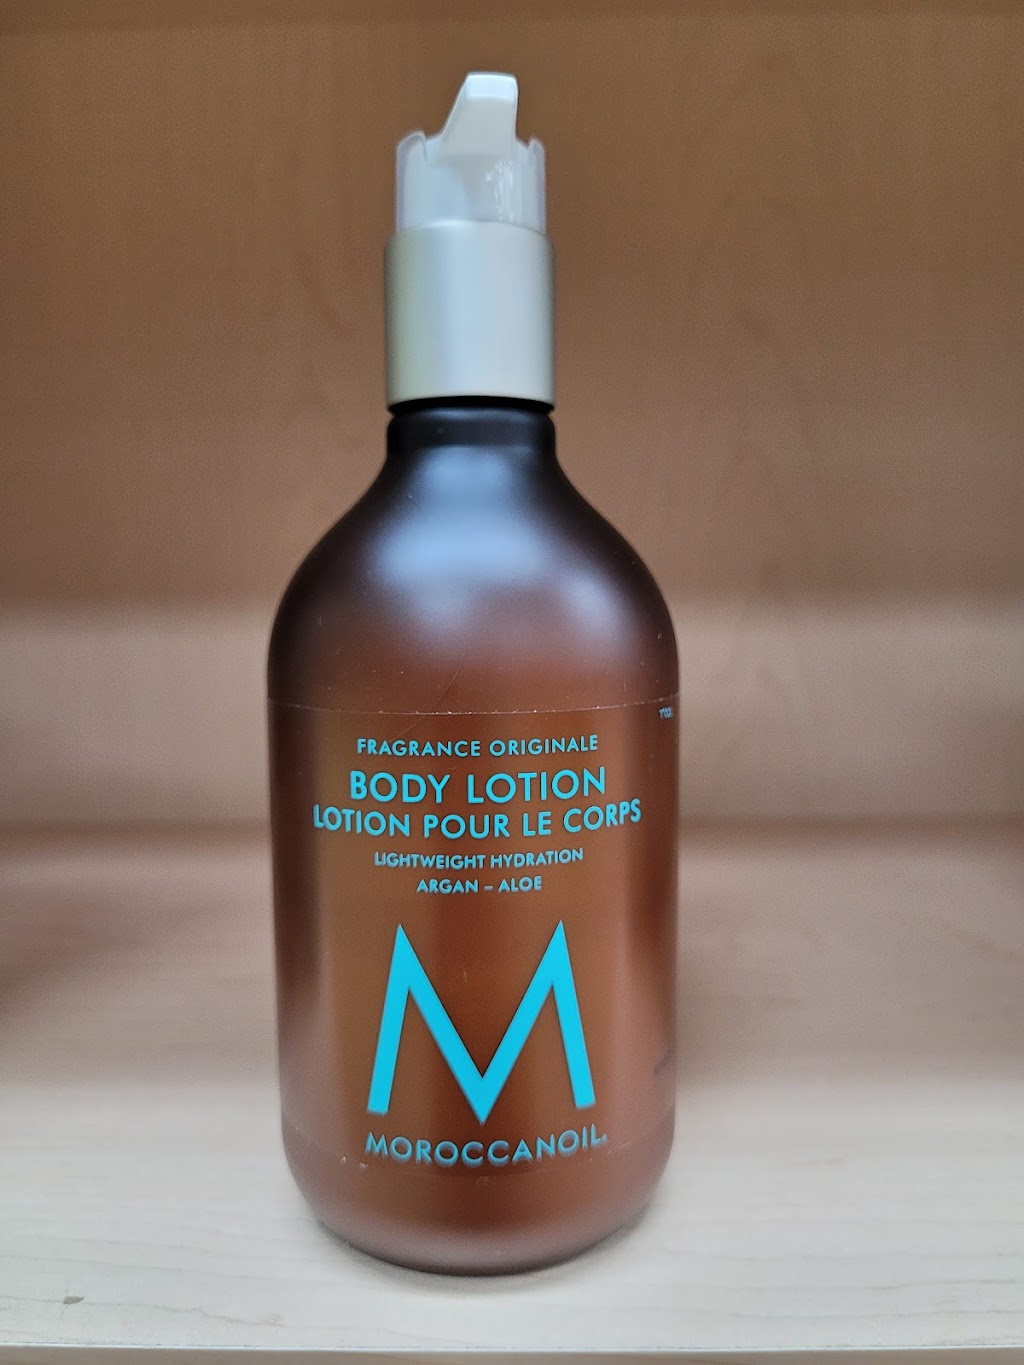 FRAGRANCE ORIGINALE
BODY LOTION
LOTION POUR LE CORPS
LIGHTWEIGHT HYDRATION
ARGAN – ALOE
M
MOROCCANOIL.